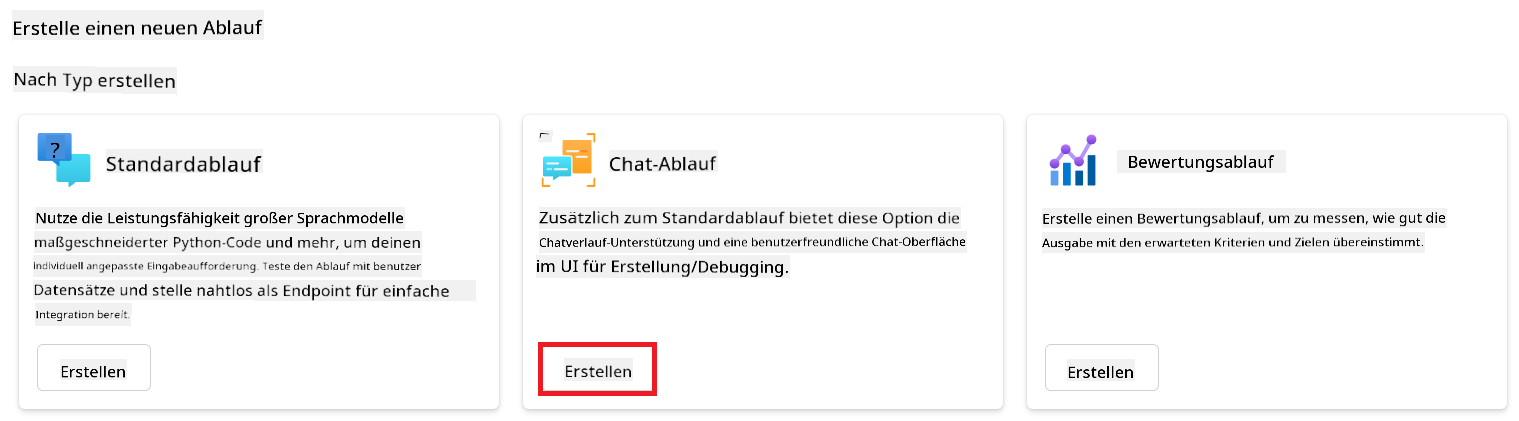 Erstelle einen neuen Ablauf
Nach Typ erstellen
?
Standardablauf
Nutze die Leistungsfähigkeit großer Sprachmodelle
maßgeschneiderter Python-Code und mehr, um deinen
individuell angepasste Eingabeaufforderung. Teste den Ablauf mit benutzer
Datensätze und stelle nahtlos als Endpoint für einfache
Integration bereit.
Erstellen
Chat-Ablauf
Zusätzlich zum Standardablauf bietet diese Option die
Chatverlauf-Unterstützung und eine benutzerfreundliche Chat-Oberfläche
im UI für Erstellung/Debugging.
Erstellen
Bewertungsablauf
Erstelle einen Bewertungsablauf, um zu messen, wie gut die
Ausgabe mit den erwarteten Kriterien und Zielen übereinstimmt.
Erstellen